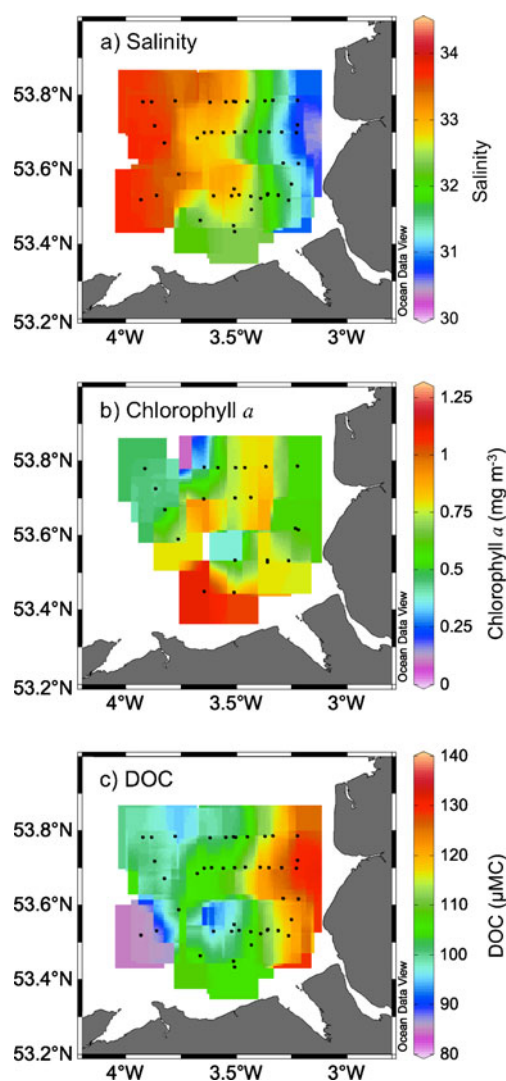 a) Salinity
53.8°N
53.6°N
53.4°N
53.2°N
4°W
3.5°W
3°W
Ocean Data View
34
33
32
31
30
Salinity
b) Chlorophyll a
53.8°N
53.6°N
53.4°N
53.2°N
4°W
3.5°W
3°W
Ocean Data View
1.25
1
0.75
0.5
0.25
0
Chlorophyll a (mg m⁻³)
c) DOC
53.8°N
53.6°N
53.4°N
53.2°N
4°W
3.5°W
3°W
Ocean Data View
140
130
120
110
100
90
80
DOC (µMC)